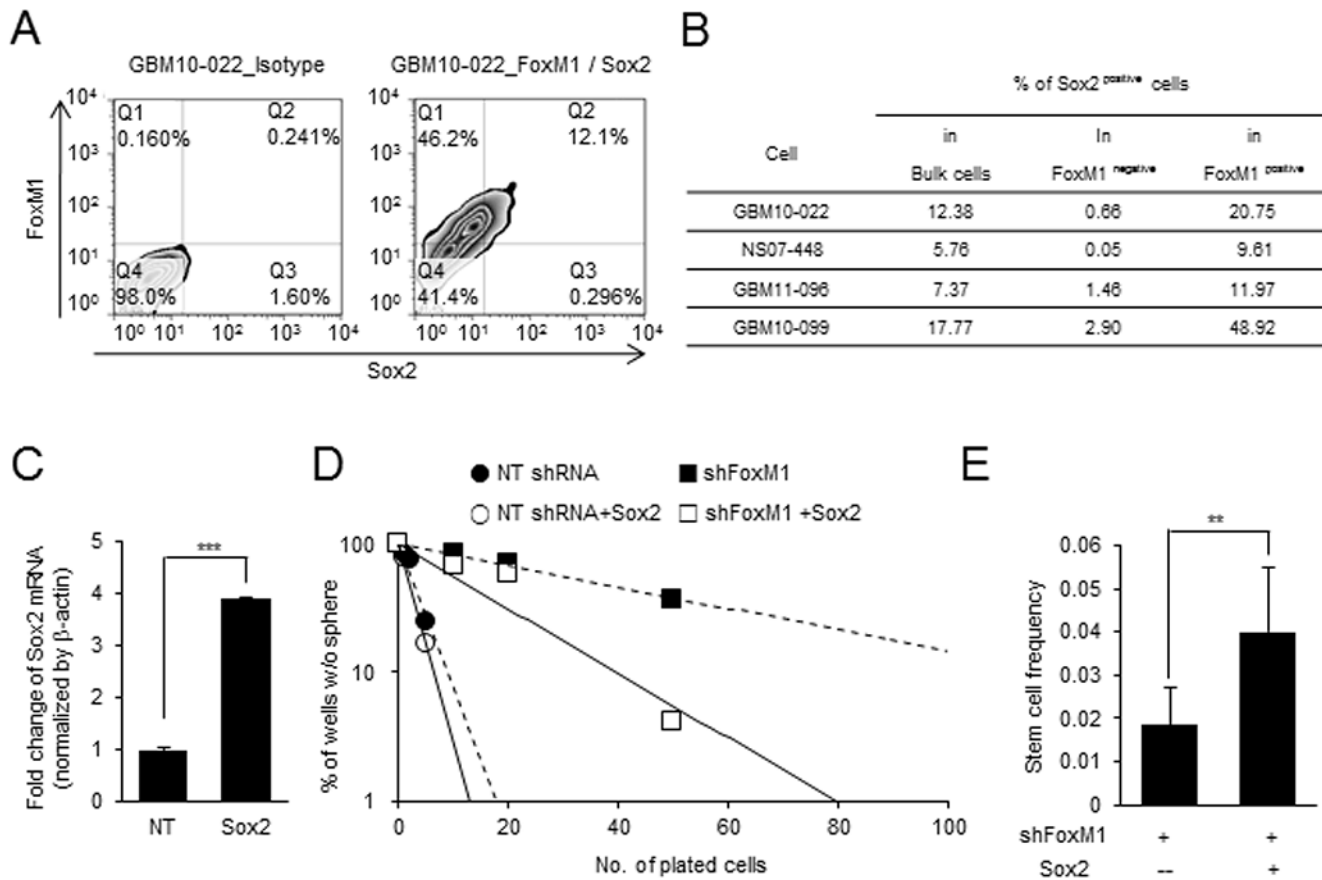 A
GBM10-022_Isotype
GBM10-022_FoxM1 / Sox2
FoxM1
10⁴
10³
10²
10¹
10⁰
Q1
0.160%
Q2
0.241%
Q4
98.0%
Q3
1.60%
10⁰ 10¹ 10² 10³ 10⁴
10⁴
10³
10²
10¹
10⁰
Q1
46.2%
Q2
12.1%
Q4
41.4%
Q3
0.296%
10⁰ 10¹ 10² 10³ 10⁴
Sox2
B
% of Sox2 positive cells
Cell
in Bulk cells
In FoxM1 negative
in FoxM1 positive
GBM10-022 12.38 0.66 20.75
NS07-448 5.76 0.05 9.61
GBM11-096 7.37 1.46 11.97
GBM10-099 17.77 2.90 48.92
C
Fold change of Sox2 mRNA
(normalized by β-actin)
5
4
3
2
1
0
***
NT Sox2
D
NT shRNA
shFoxM1
NT shRNA+Sox2
shFoxM1 +Sox2
% of wells w/o sphere
100
10
1
0 20 40 60 80 100
No. of plated cells
E
**
Stem cell frequency
0.06
0.05
0.04
0.03
0.02
0.01
0
shFoxM1 + +
Sox2 -- +